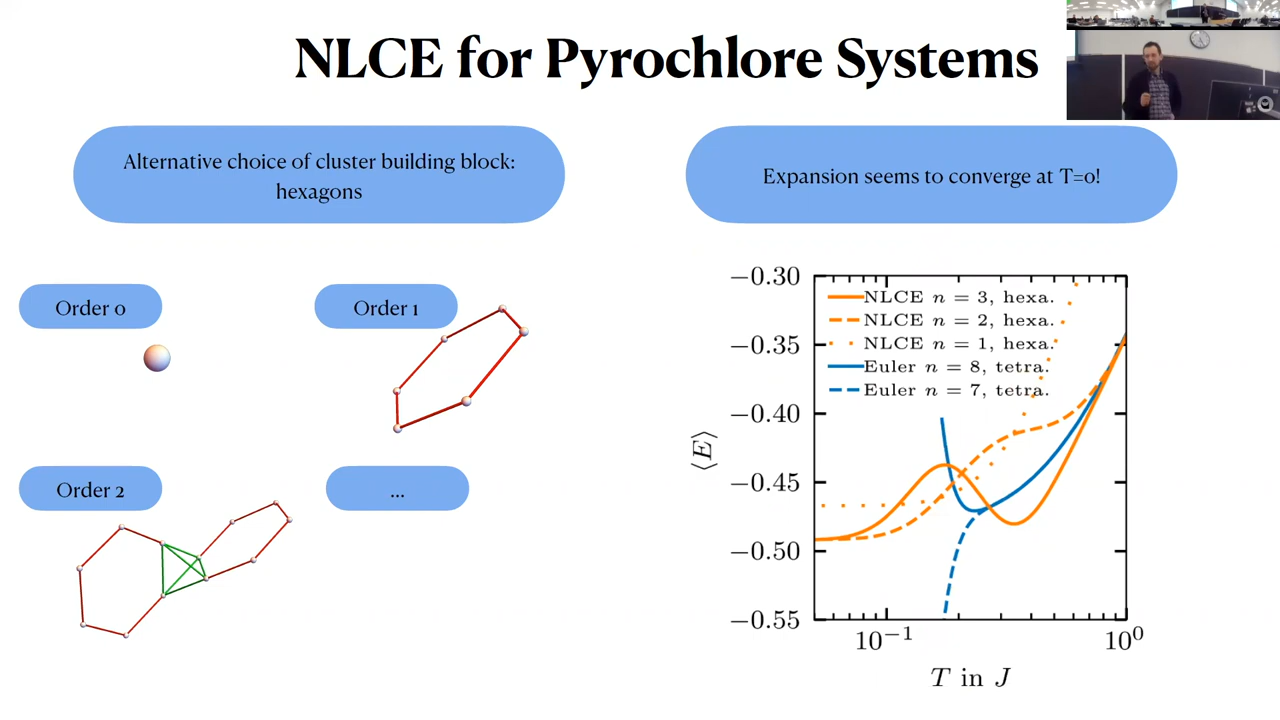 NLCE for Pyrochlore Systems
Alternative choice of cluster building block:
hexagons
Expansion seems to converge at T=0!
Order 0
Order 1
Order 2
...
−0.30
−0.35
−0.40
−0.45
−0.50
−0.55
⟨E⟩
NLCE n = 3, hexa.
NLCE n = 2, hexa.
NLCE n = 1, hexa.
Euler n = 8, tetra.
Euler n = 7, tetra.
10⁻¹
10⁰
T in J